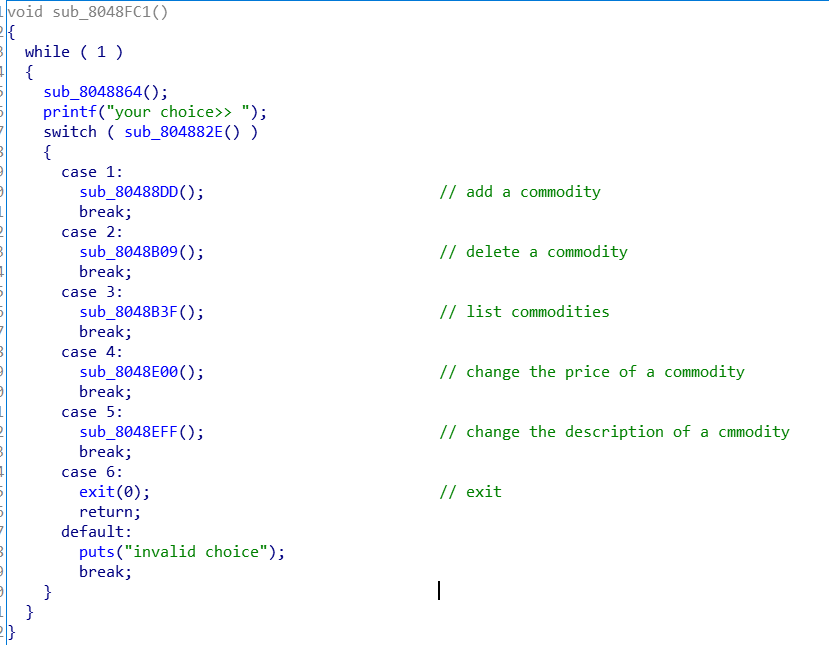 void sub_8048FC1()
{
while ( 1 )
{
sub_8048864();
printf("your choice>> ");
switch ( sub_804882E() )
{
case 1:
sub_80488DD(); // add a commodity
break;
case 2:
sub_8048B09(); // delete a commodity
break;
case 3:
sub_8048B3F(); // list commodities
break;
case 4:
sub_8048E00(); // change the price of a commodity
break;
case 5:
sub_8048EFF(); // change the description of a cmmodity
break;
case 6:
exit(0); // exit
return;
default:
puts("invalid choice");
break;
}
}
}